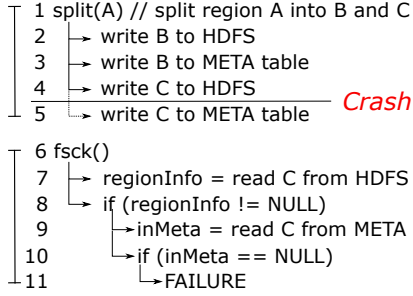 1 split(A) // split region A into B and C
2 write B to HDFS
3 write B to META table
4 write C to HDFS
Crash
5 write C to META table
6 fsck()
7 regionInfo = read C from HDFS
8 if (regionInfo != NULL)
9 inMeta = read C from META
10 if (inMeta == NULL)
11 FAILURE